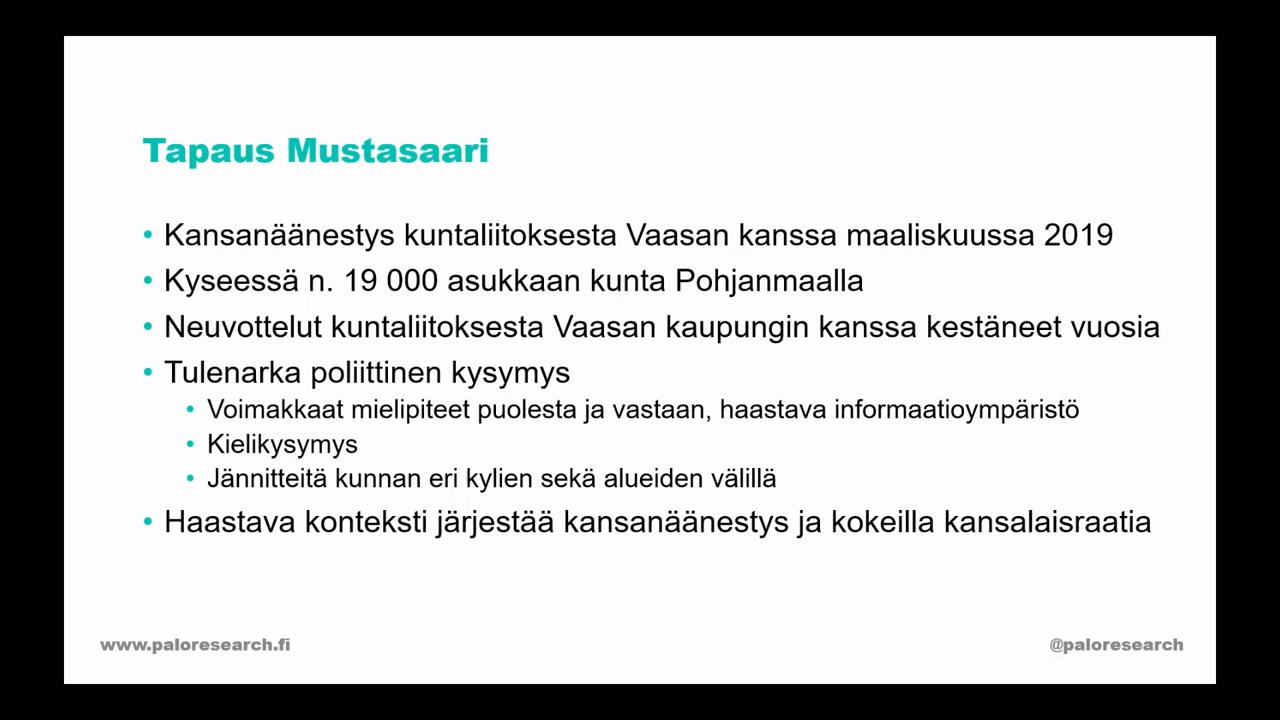 Tapaus Mustasaari
• Kansanäänestys kuntaliitoksesta Vaasan kanssa maaliskuussa 2019
• Kyseessä n. 19 000 asukkaan kunta Pohjanmaalla
• Neuvottelut kuntaliitoksesta Vaasan kaupungin kanssa kestäneet vuosia
• Tulenarka poliittinen kysymys
• Voimakkaat mielipiteet puolesta ja vastaan, haastava informaatioympäristö
• Kielikysymys
• Jännitteitä kunnan eri kylien sekä alueiden välillä
• Haastava konteksti järjestää kansanäänestys ja kokeilla kansalaisraatia
www.paloresearch.fi
@paloresearch